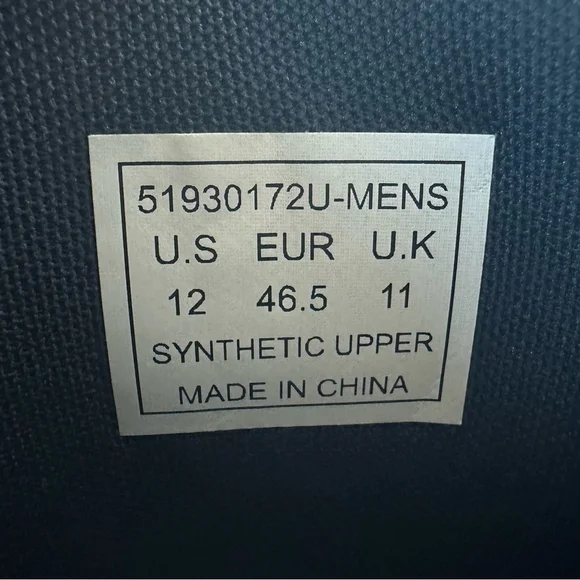 51930172U-MENS
U.S EUR U.K
12 46.5 11
SYNTHETIC UPPER
MADE IN CHINA